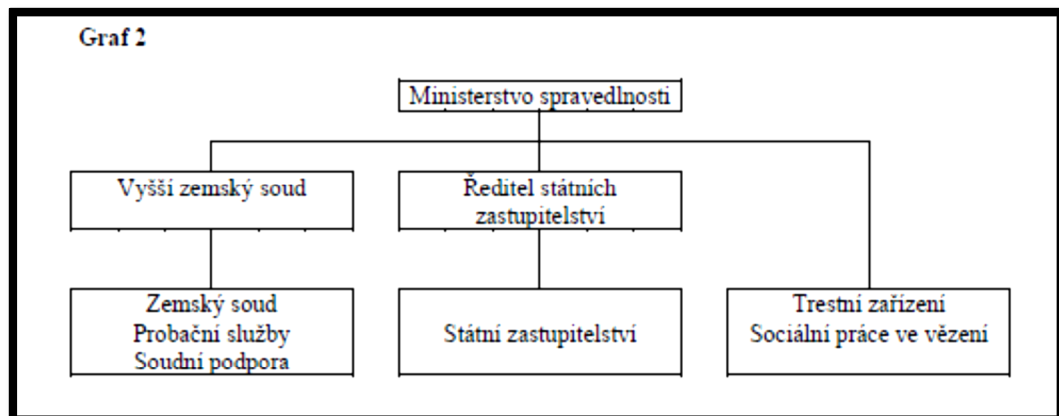 Graf 2
Ministerstvo spravedlnosti
Vyšší zemský soud
Ředitel státních
zastupitelství
Zemský soud
Probační služby
Soudní podpora
Státní zastupitelství
Trestní zařízení
Sociální práce ve vězení